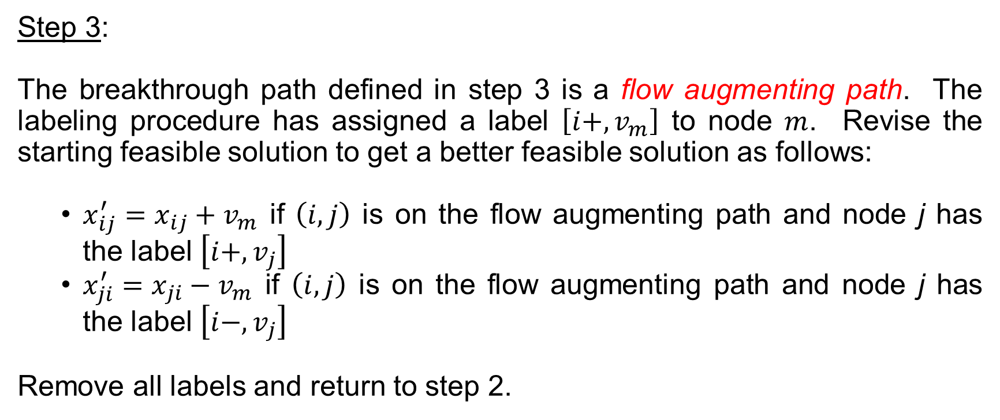 Step 3:
The breakthrough path defined in step 3 is a flow augmenting path. The
labeling procedure has assigned a label [i+, v_m] to node m. Revise the
starting feasible solution to get a better feasible solution as follows:
• x'_{ij} = x_{ij} + v_m if (i, j) is on the flow augmenting path and node j has
the label [i+, v_j]
• x'_{ji} = x_{ji} − v_m if (i, j) is on the flow augmenting path and node j has
the label [i−, v_j]
Remove all labels and return to step 2.